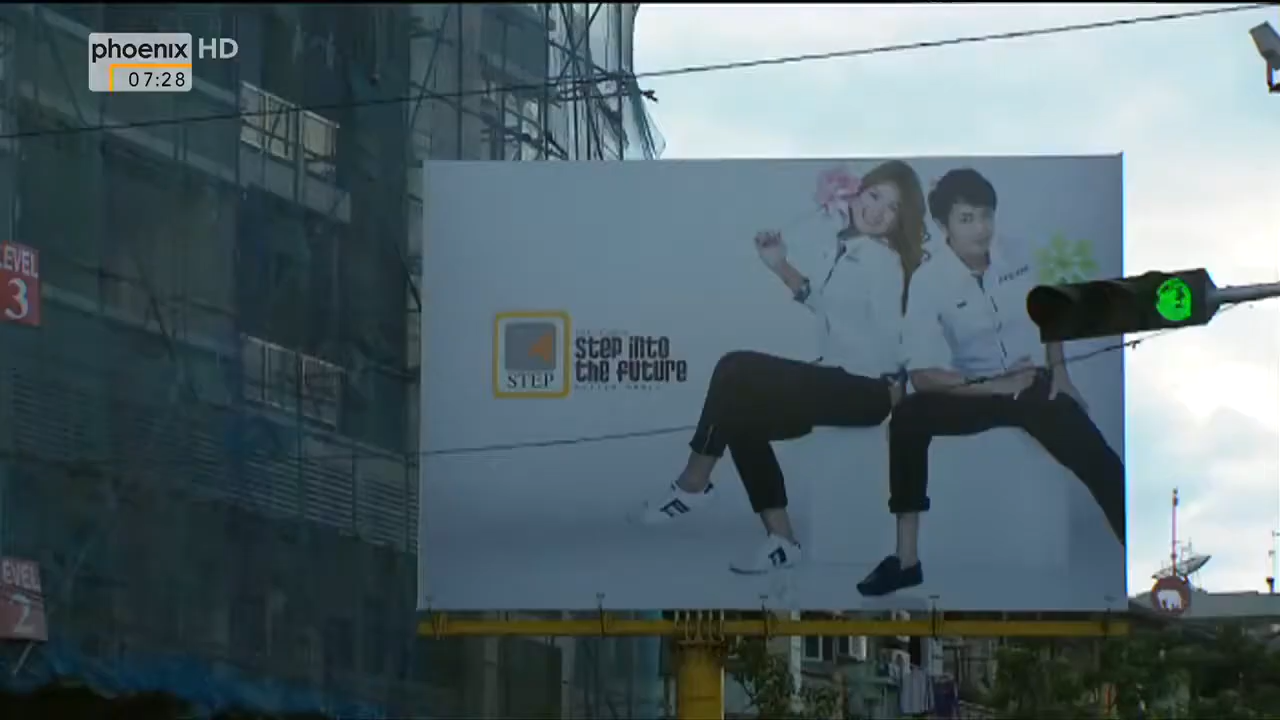 phoenix HD
07:28
LEVEL
3
STEP
step into
the future
LEVEL
2